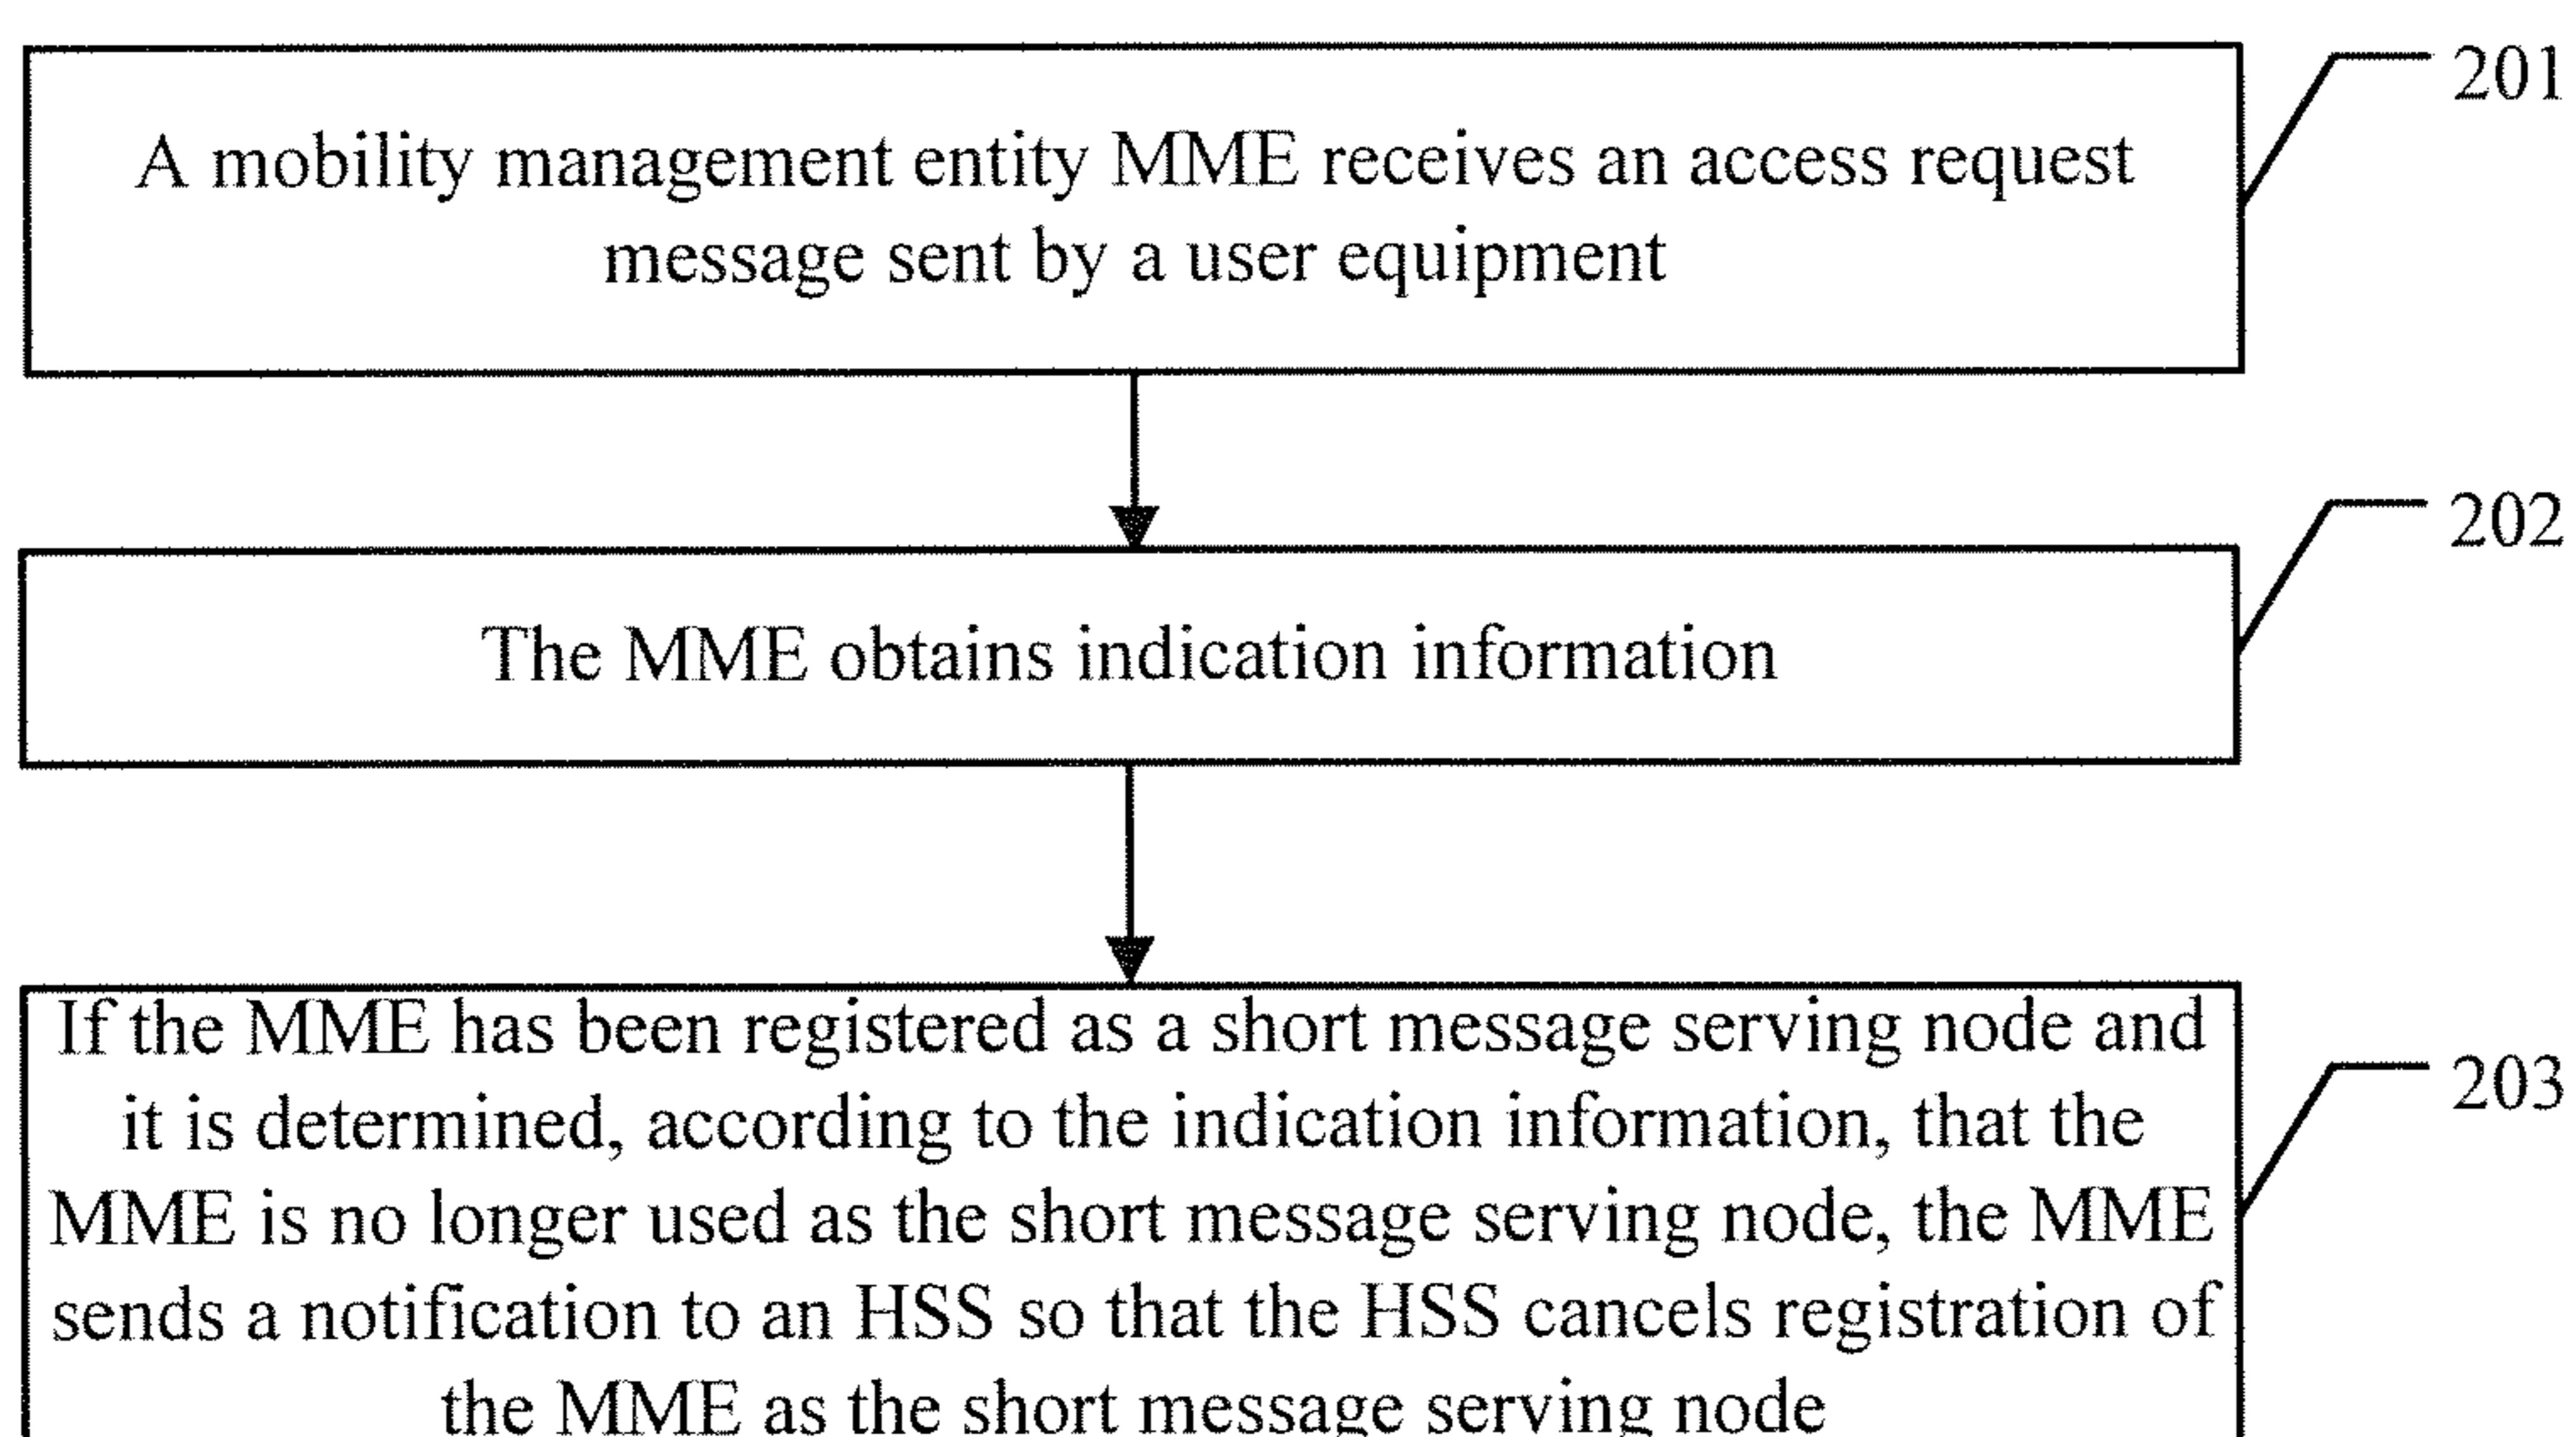 201
A mobility management entity MME receives an access request
message sent by a user equipment
202
The MME obtains indication information
If the MME has been registered as a short message serving node and
it is determined, according to the indication information, that the
203
MME is no longer used as the short message serving node, the MME
sends a notification to an HSS so that the HSS cancels registration of
the MME as the short message serving node